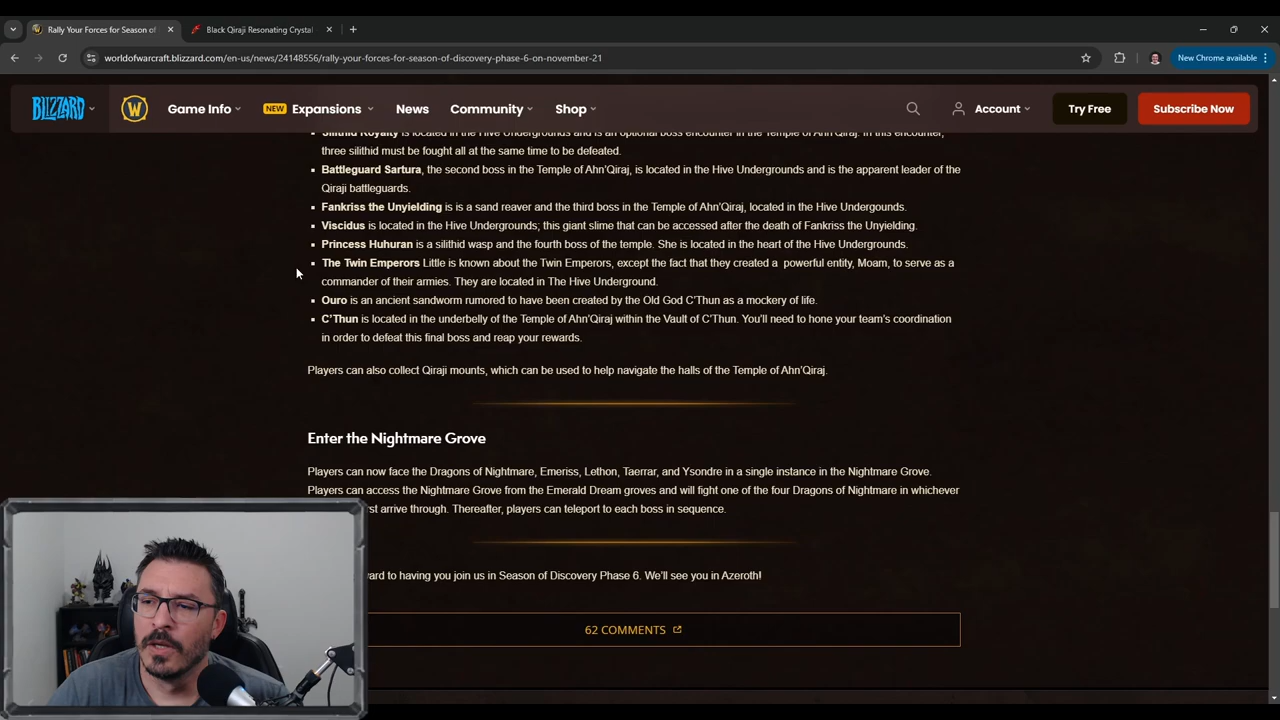 Rally Your Forces for Season of
Black Qiraji Resonating Crystal
worldofwarcraft.blizzard.com/en-us/news/24148556/rally-your-forces-for-season-of-discovery-phase-6-on-november-21
New Chrome available
BLIZZARD
W
Game Info
NEW
Expansions
News
Community
Shop
Account
Try Free
Subscribe Now
Silithid Royalty is located in the Hive Undergrounds and is an optional boss encounter in the Temple of Ahn'Qiraj. In this encounter,
three silithid must be fought all at the same time to be defeated.
Battleguard Sartura, the second boss in the Temple of Ahn'Qiraj, is located in the Hive Undergrounds and is the apparent leader of the
Qiraji battleguards.
Fankriss the Unyielding is is a sand reaver and the third boss in the Temple of Ahn'Qiraj, located in the Hive Undergounds.
Viscidus is located in the Hive Undergrounds; this giant slime that can be accessed after the death of Fankriss the Unyielding.
Princess Huhuran is a silithid wasp and the fourth boss of the temple. She is located in the heart of the Hive Undergrounds.
The Twin Emperors Little is known about the Twin Emperors, except the fact that they created a powerful entity, Moam, to serve as a
commander of their armies. They are located in The Hive Underground.
Ouro is an ancient sandworm rumored to have been created by the Old God C'Thun as a mockery of life.
C'Thun is located in the underbelly of the Temple of Ahn'Qiraj within the Vault of C'Thun. You'll need to hone your team's coordination
in order to defeat this final boss and reap your rewards.
Players can also collect Qiraji mounts, which can be used to help navigate the halls of the Temple of Ahn'Qiraj.
Enter the Nightmare Grove
Players can now face the Dragons of Nightmare, Emeriss, Lethon, Taerrar, and Ysondre in a single instance in the Nightmare Grove.
Players can access the Nightmare Grove from the Emerald Dream groves and will fight one of the four Dragons of Nightmare in whichever
arrive through. Thereafter, players can teleport to each boss in sequence.
to having you join us in Season of Discovery Phase 6. We'll see you in Azeroth!
62 COMMENTS